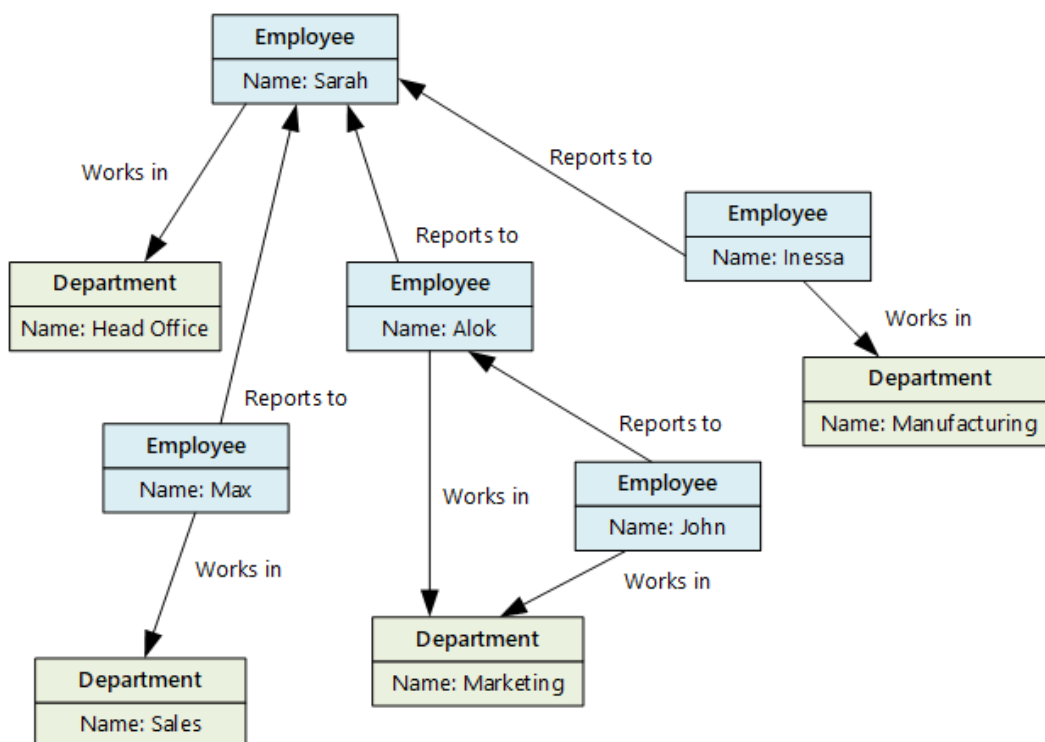 Employee
Name: Sarah
Works in
Reports to
Employee
Name: Inessa
Reports to
Department
Name: Head Office
Employee
Name: Alok
Works in
Department
Name: Manufacturing
Reports to
Employee
Name: Max
Reports to
Employee
Name: John
Works in
Works in
Works in
Department
Name: Marketing
Department
Name: Sales